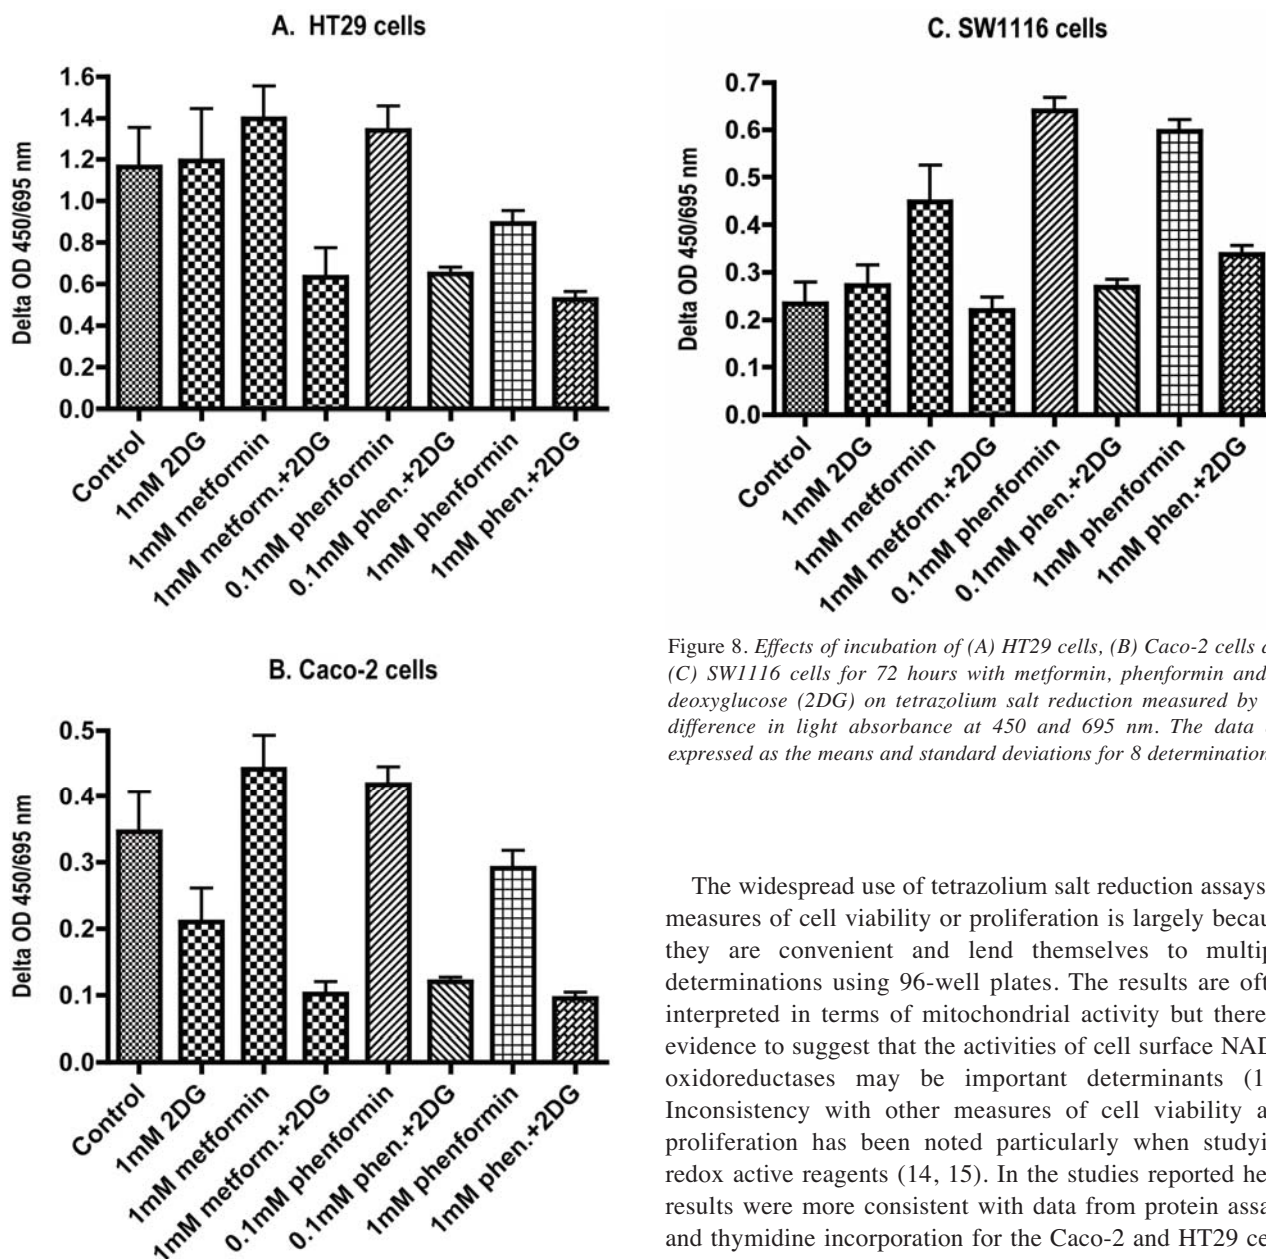 A. HT29 cells
Delta OD 450/695 nm
1.6
1.4
1.2
1.0
0.8
0.6
0.4
0.2
0.0
Control
1mM 2DG
1mM metformin
1mM metform.+2DG
0.1mM phenformin
0.1mM phen.+2DG
1mM phenformin
1mM phen.+2DG
B. Caco-2 cells
Delta OD 450/695 nm
0.5
0.4
0.3
0.2
0.1
0.0
Control
1mM 2DG
1mM metformin
1mM metform.+2DG
0.1mM phenformin
0.1mM phen.+2DG
1mM phenformin
1mM phen.+2DG
C. SW1116 cells
Delta OD 450/695 nm
0.7
0.6
0.5
0.4
0.3
0.2
0.1
0.0
Control
1mM 2DG
1mM metformin
1mM metform.+2DG
0.1mM phenformin
0.1mM phen.+2DG
1mM phenformin
1mM phen.+2DG
Figure 8. Effects of incubation of (A) HT29 cells, (B) Caco-2 cells
(C) SW1116 cells for 72 hours with metformin, phenformin and
deoxyglucose (2DG) on tetrazolium salt reduction measured by
difference in light absorbance at 450 and 695 nm. The data
expressed as the means and standard deviations for 8 determination
The widespread use of tetrazolium salt reduction assays
measures of cell viability or proliferation is largely becau
they are convenient and lend themselves to multip
determinations using 96-well plates. The results are oft
interpreted in terms of mitochondrial activity but there
evidence to suggest that the activities of cell surface NAD
oxidoreductases may be important determinants (1
Inconsistency with other measures of cell viability a
proliferation has been noted particularly when studyi
redox active reagents (14, 15). In the studies reported he
results were more consistent with data from protein assa
and thymidine incorporation for the Caco-2 and HT29 ce